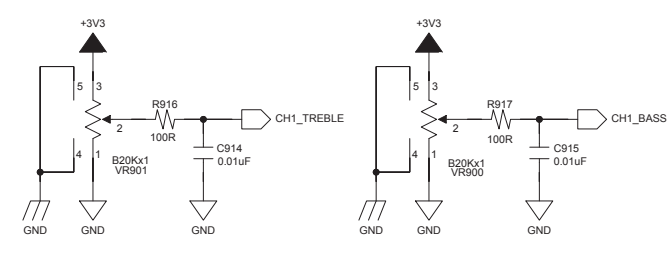 +3V3
5 3
R916
2
CH1_TREBLE
100R
4 1
B20Kx1
VR901
C914
0.01uF
GND GND GND
+3V3
5 3
R917
2
CH1_BASS
100R
4 1
B20Kx1
VR900
C915
0.01uF
GND GND GND